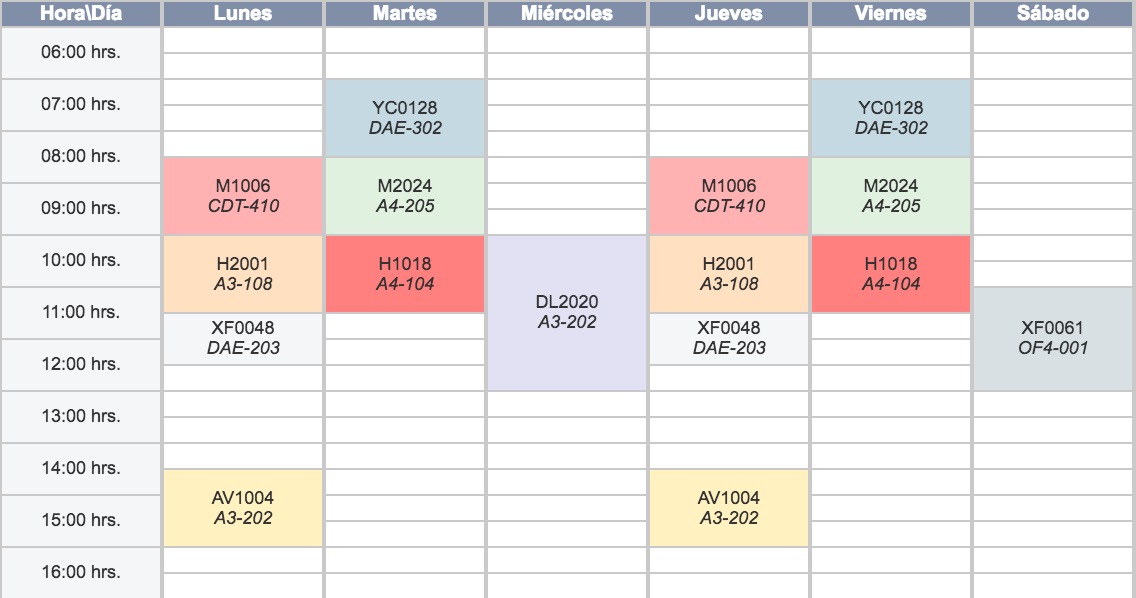 Hora\Día Lunes Martes Miércoles Jueves Viernes Sábado
06:00 hrs.
07:00 hrs. YC0128 YC0128
DAE-302 DAE-302
08:00 hrs.
M1006 M2024 M1006 M2024
09:00 hrs. CDT-410 A4-205 CDT-410 A4-205
10:00 hrs. H2001 H1018 H2001 H1018
A3-108 A4-104 A3-108 A4-104
DL2020
11:00 hrs. A3-202
XF0048 XF0048 XF0061
DAE-203 DAE-203 OF4-001
12:00 hrs.
13:00 hrs.
14:00 hrs.
AV1004 AV1004
15:00 hrs. A3-202 A3-202
16:00 hrs.